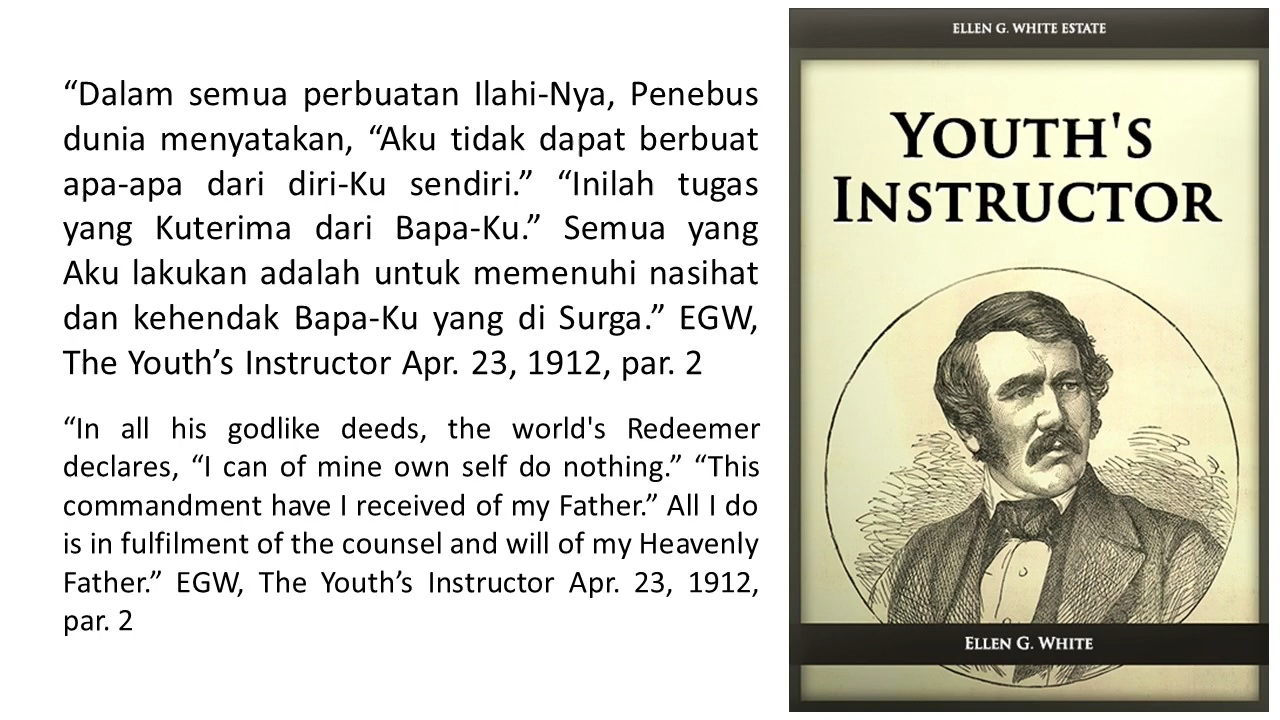 “Dalam semua perbuatan Ilahi-Nya, Penebus
dunia menyatakan, “Aku tidak dapat berbuat
apa-apa dari diri-Ku sendiri.” “Inilah tugas
yang Kuterima dari Bapa-Ku.” Semua yang
Aku lakukan adalah untuk memenuhi nasihat
dan kehendak Bapa-Ku yang di Surga.” EGW,
The Youth’s Instructor Apr. 23, 1912, par. 2
“In all his godlike deeds, the world's Redeemer
declares, “I can of mine own self do nothing.” “This
commandment have I received of my Father.” All I do
is in fulfilment of the counsel and will of my Heavenly
Father.” EGW, The Youth’s Instructor Apr. 23, 1912,
par. 2
ELLEN G. WHITE ESTATE
YOUTH'S
INSTRUCTOR
ELLEN G. WHITE